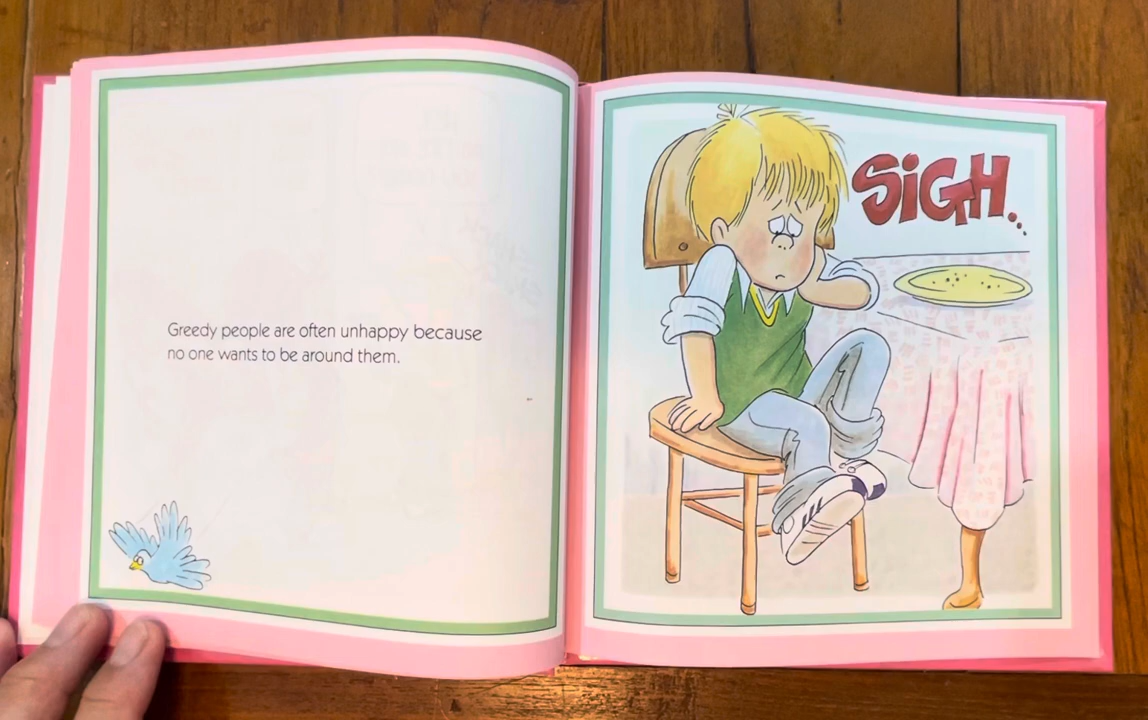 Greedy people are often unhappy because
no one wants to be around them.
SiGH...